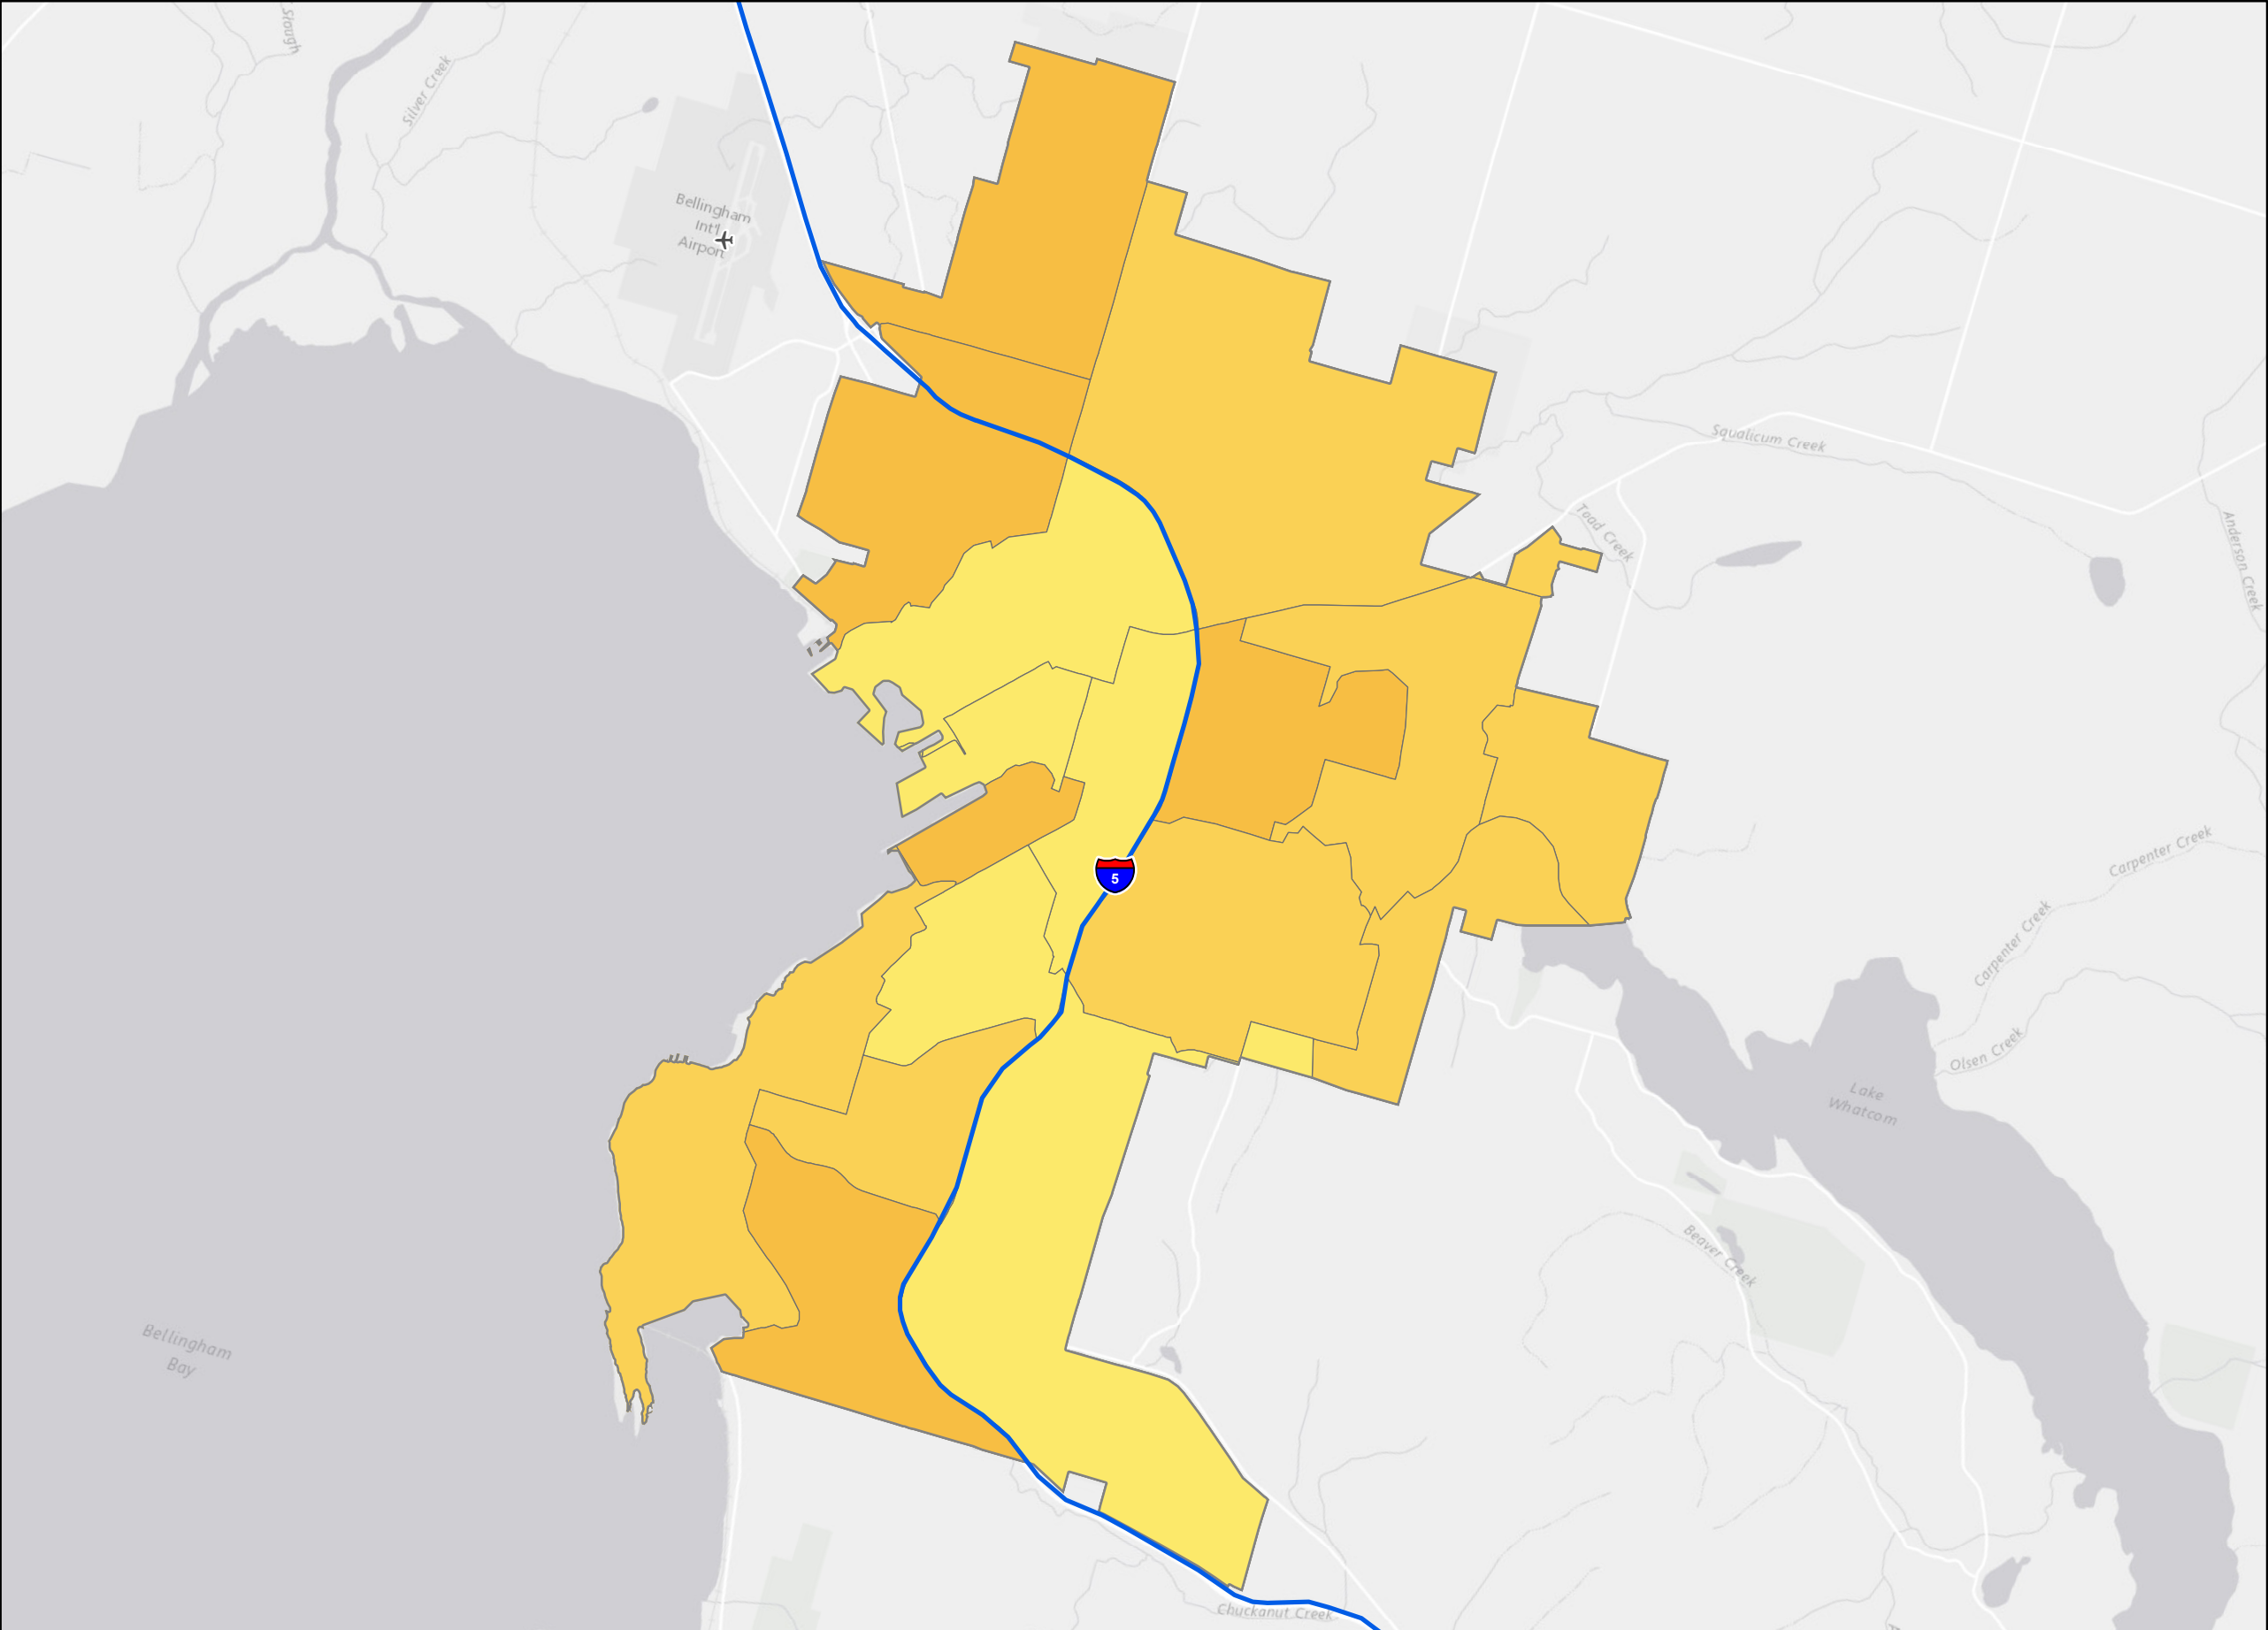 Slough
Silver Creek
Bellingham
Int'l
Airport
Squalicum Creek
Toad Creek
Anderson Creek
5
Carpenter Creek
Carpenter Creek
Olsen Creek
Lake
Whatcom
Beaver Creek
Bellingham
Bay
Chuckanut Creek